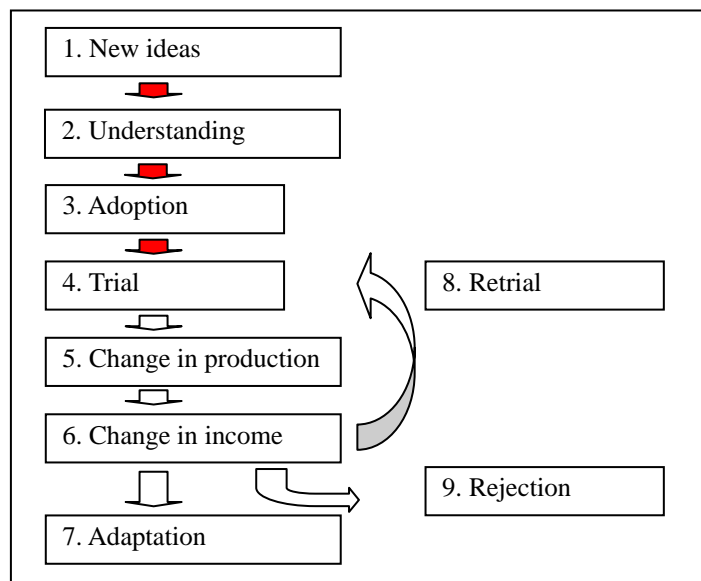 1. New ideas
2. Understanding
3. Adoption
4. Trial
8. Retrial
5. Change in production
6. Change in income
9. Rejection
7. Adaptation